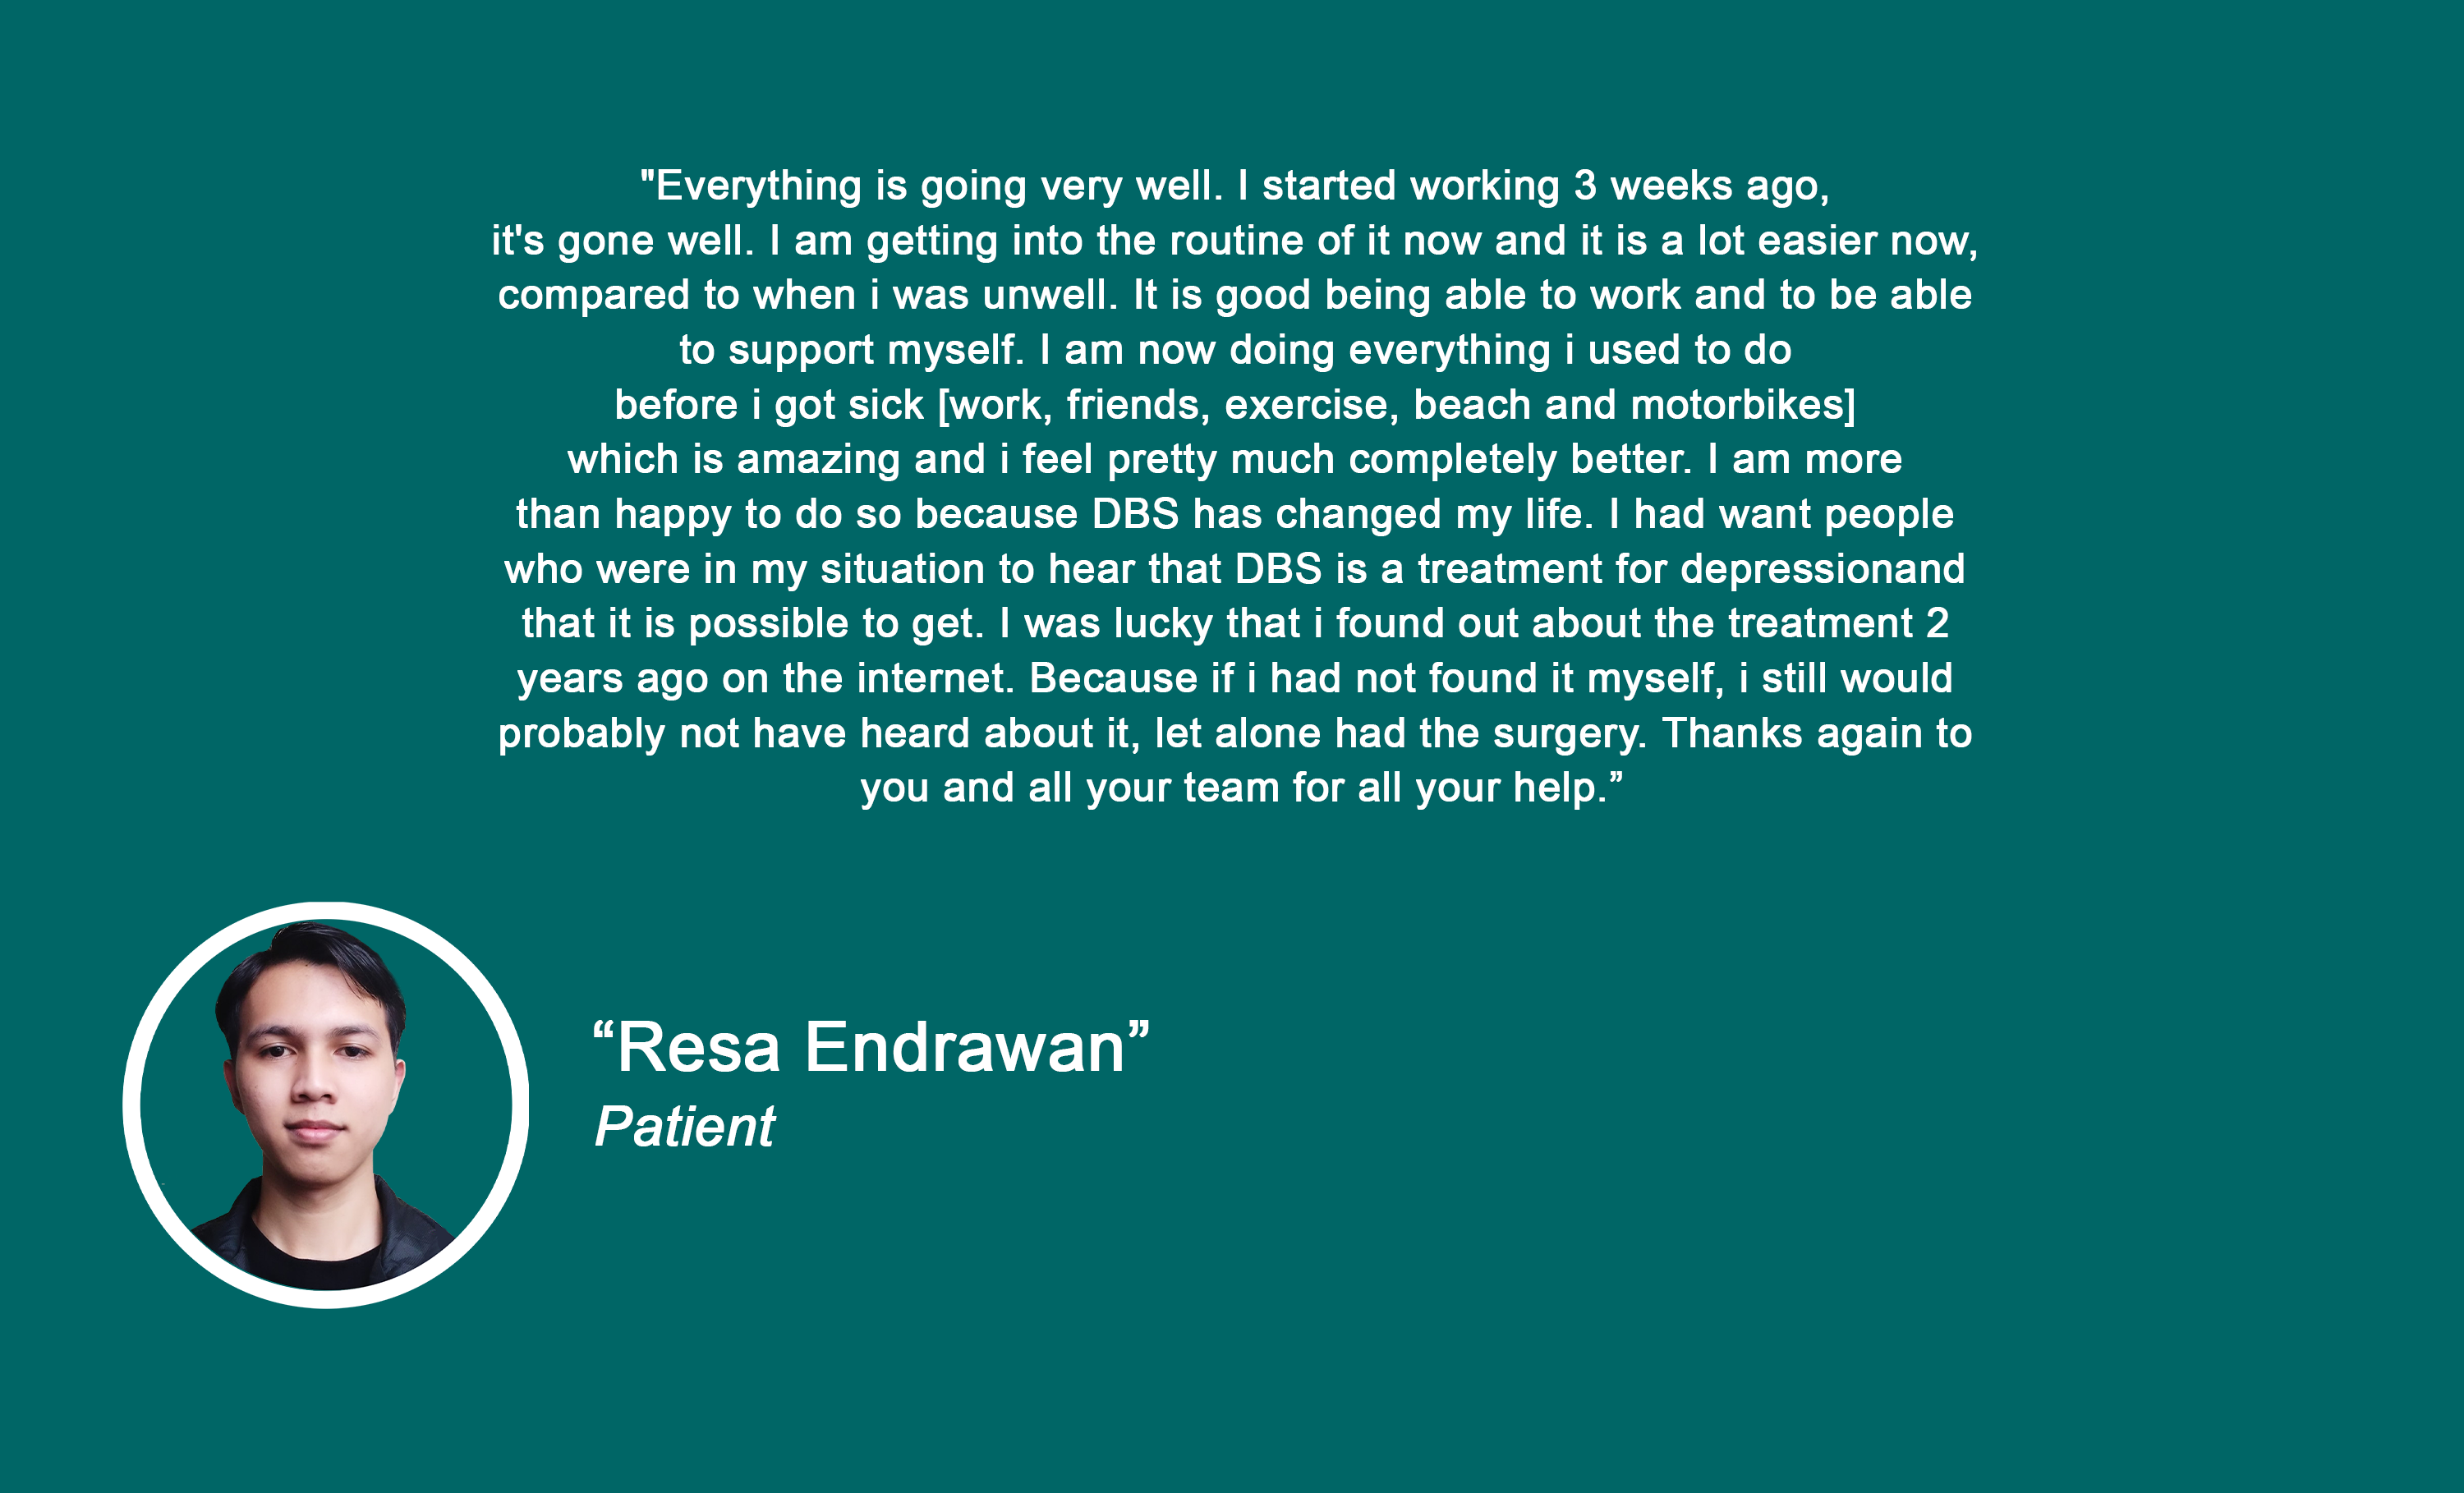 "Everything is going very well. I started working 3 weeks ago,
it's gone well. I am getting into the routine of it now and it is a lot easier now,
compared to when i was unwell. It is good being able to work and to be able
to support myself. I am now doing everything i used to do
before i got sick [work, friends, exercise, beach and motorbikes]
which is amazing and i feel pretty much completely better. I am more
than happy to do so because DBS has changed my life. I had want people
who were in my situation to hear that DBS is a treatment for depressionand
that it is possible to get. I was lucky that i found out about the treatment 2
years ago on the internet. Because if i had not found it myself, i still would
probably not have heard about it, let alone had the surgery. Thanks again to
you and all your team for all your help.”
“Resa Endrawan”
Patient